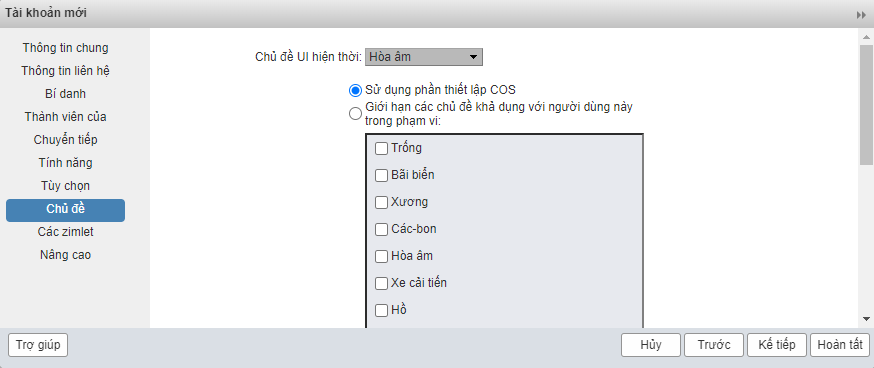 Tài khoản mới
Thông tin chung
Thông tin liên hệ
Bí danh
Thành viên của
Chuyển tiếp
Tính năng
Tùy chọn
Chủ đề
Các zimlet
Nâng cao
Chủ đề UI hiện thời: Hòa âm
Sử dụng phần thiết lập COS
Giới hạn các chủ đề khả dụng với người dùng này
trong phạm vi:
Trống
Bãi biển
Xương
Các-bon
Hòa âm
Xe cải tiến
Hồ
Trợ giúp
Hủy
Trước
Kế tiếp
Hoàn tất